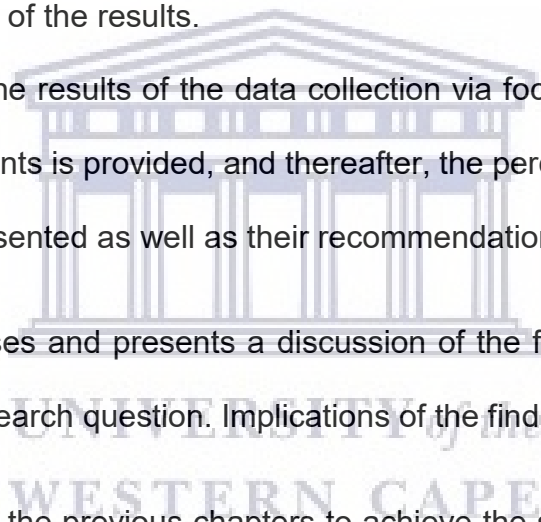 of the results.
ne results of the data collection via foc
nts is provided, and thereafter, the per
sented as well as their recommendation
ses and presents a discussion of the f
earch question. Implications of the find
UNIVERSITY of the
WESTERN CAPE
the previous chapters to achieve the